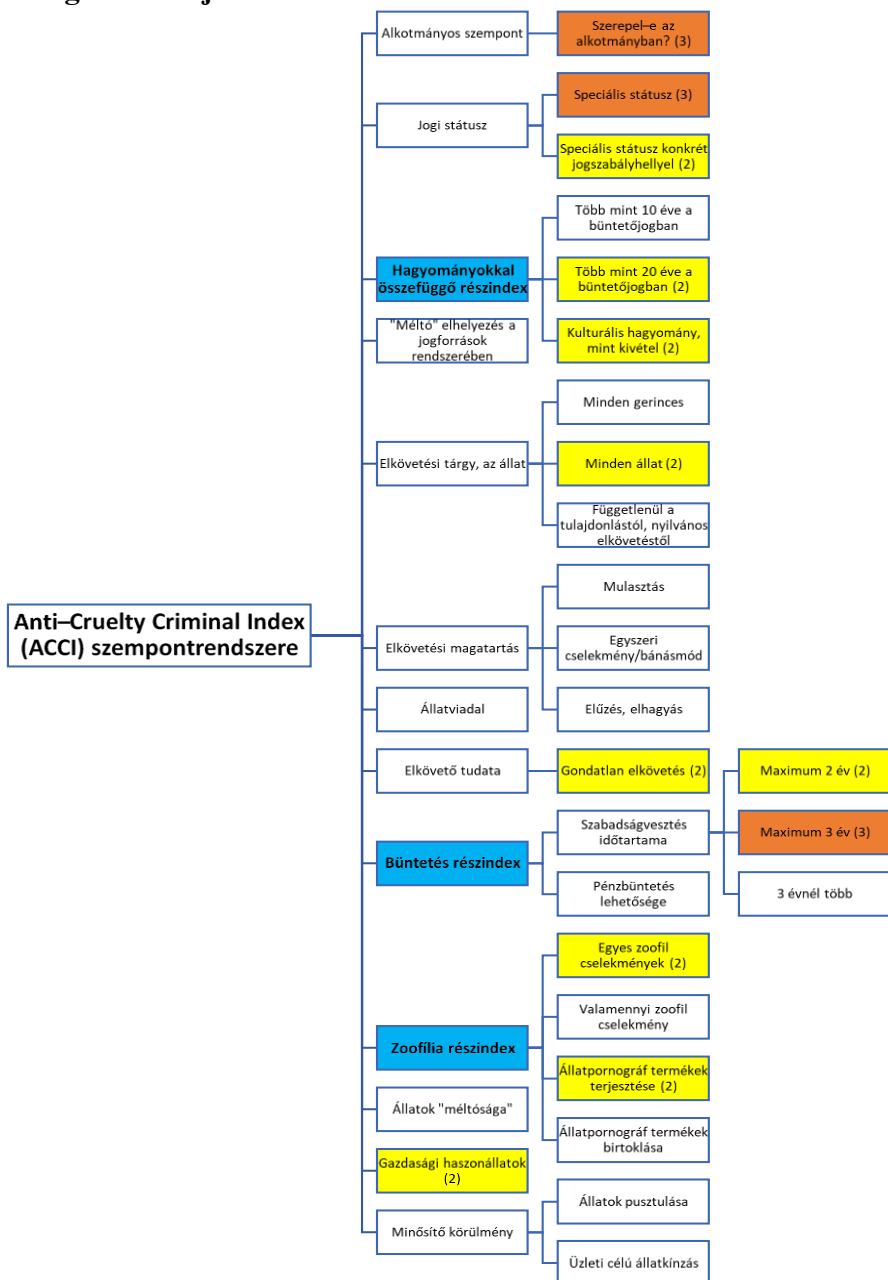 Alkotmányos szempont
Szerepel–e az
alkotmányban? (3)
Jogi státusz
Speciális státusz (3)
Speciális státusz konkrét
jogszabályhellyel (2)
Hagyományokkal
összefüggő részindex
Több mint 10 éve a
büntetőjogban
Több mint 20 éve a
büntetőjogban (2)
Kulturális hagyomány,
mint kivétel (2)
"Méltó" elhelyezés a
jogforrások
rendszerében
Elkövetési tárgy, az állat
Minden gerinces
Minden állat (2)
Függetlenül a
tulajdonlástól, nyilvános
elkövetéstől
Anti–Cruelty Criminal Index
(ACCI) szempontrendszere
Elkövetési magatartás
Mulasztás
Egyszeri
cselekmény/bánásmód
Elűzés, elhagyás
Állatviadal
Elkövető tudata
Gondatlan elkövetés (2)
Büntetés részindex
Szabadságvesztés
időtartama
Maximum 2 év (2)
Maximum 3 év (3)
3 évnél több
Pénzbüntetés
lehetősége
Zoofília részindex
Egyes zoofil
cselekmények (2)
Valamennyi zoofil
cselekmény
Állatpornográf termékek
terjesztése (2)
Állatpornográf termékek
birtoklása
Állatok "méltósága"
Gazdasági haszonállatok
(2)
Minősítő körülmény
Állatok pusztulása
Üzleti célú állatkínzás